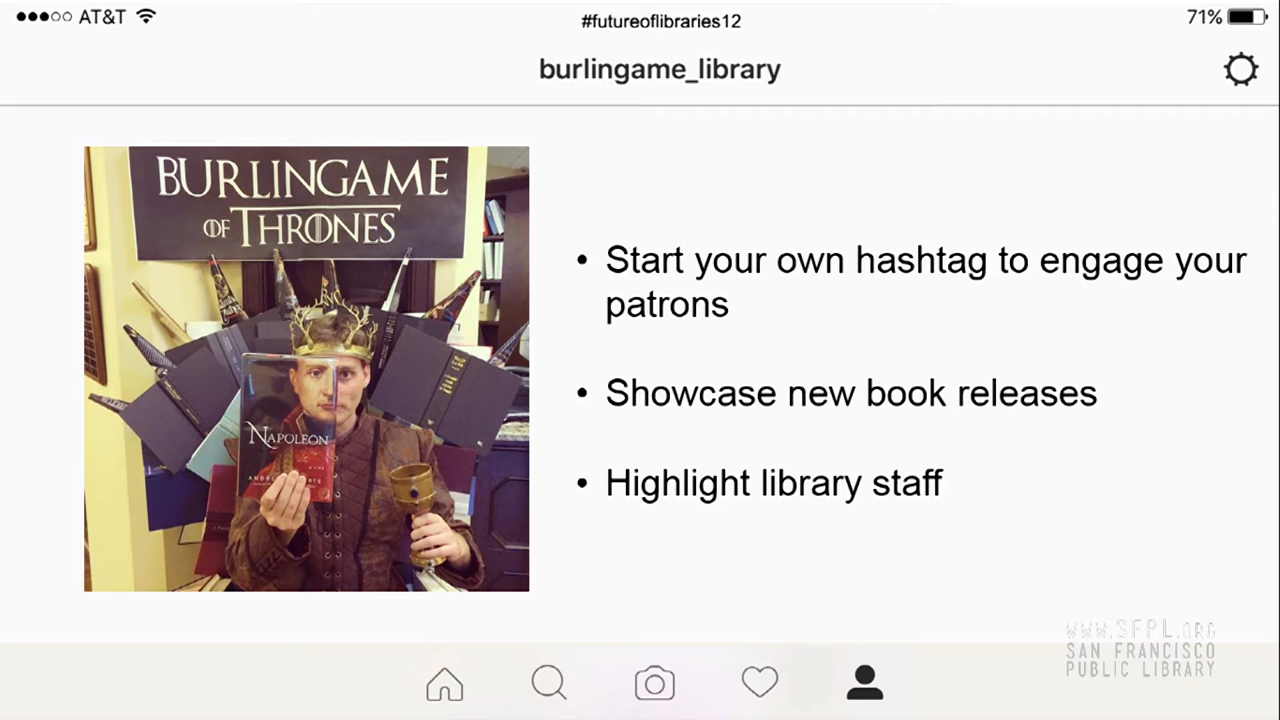 AT&T
#futureoflibraries12
71%
burlingame_library
BURLINGAME
OF THRONES
NAPOLEON
• Start your own hashtag to engage your
patrons
• Showcase new book releases
• Highlight library staff
WWW.SFPL.ORG
SAN FRANCISCO
PUBLIC LIBRARY